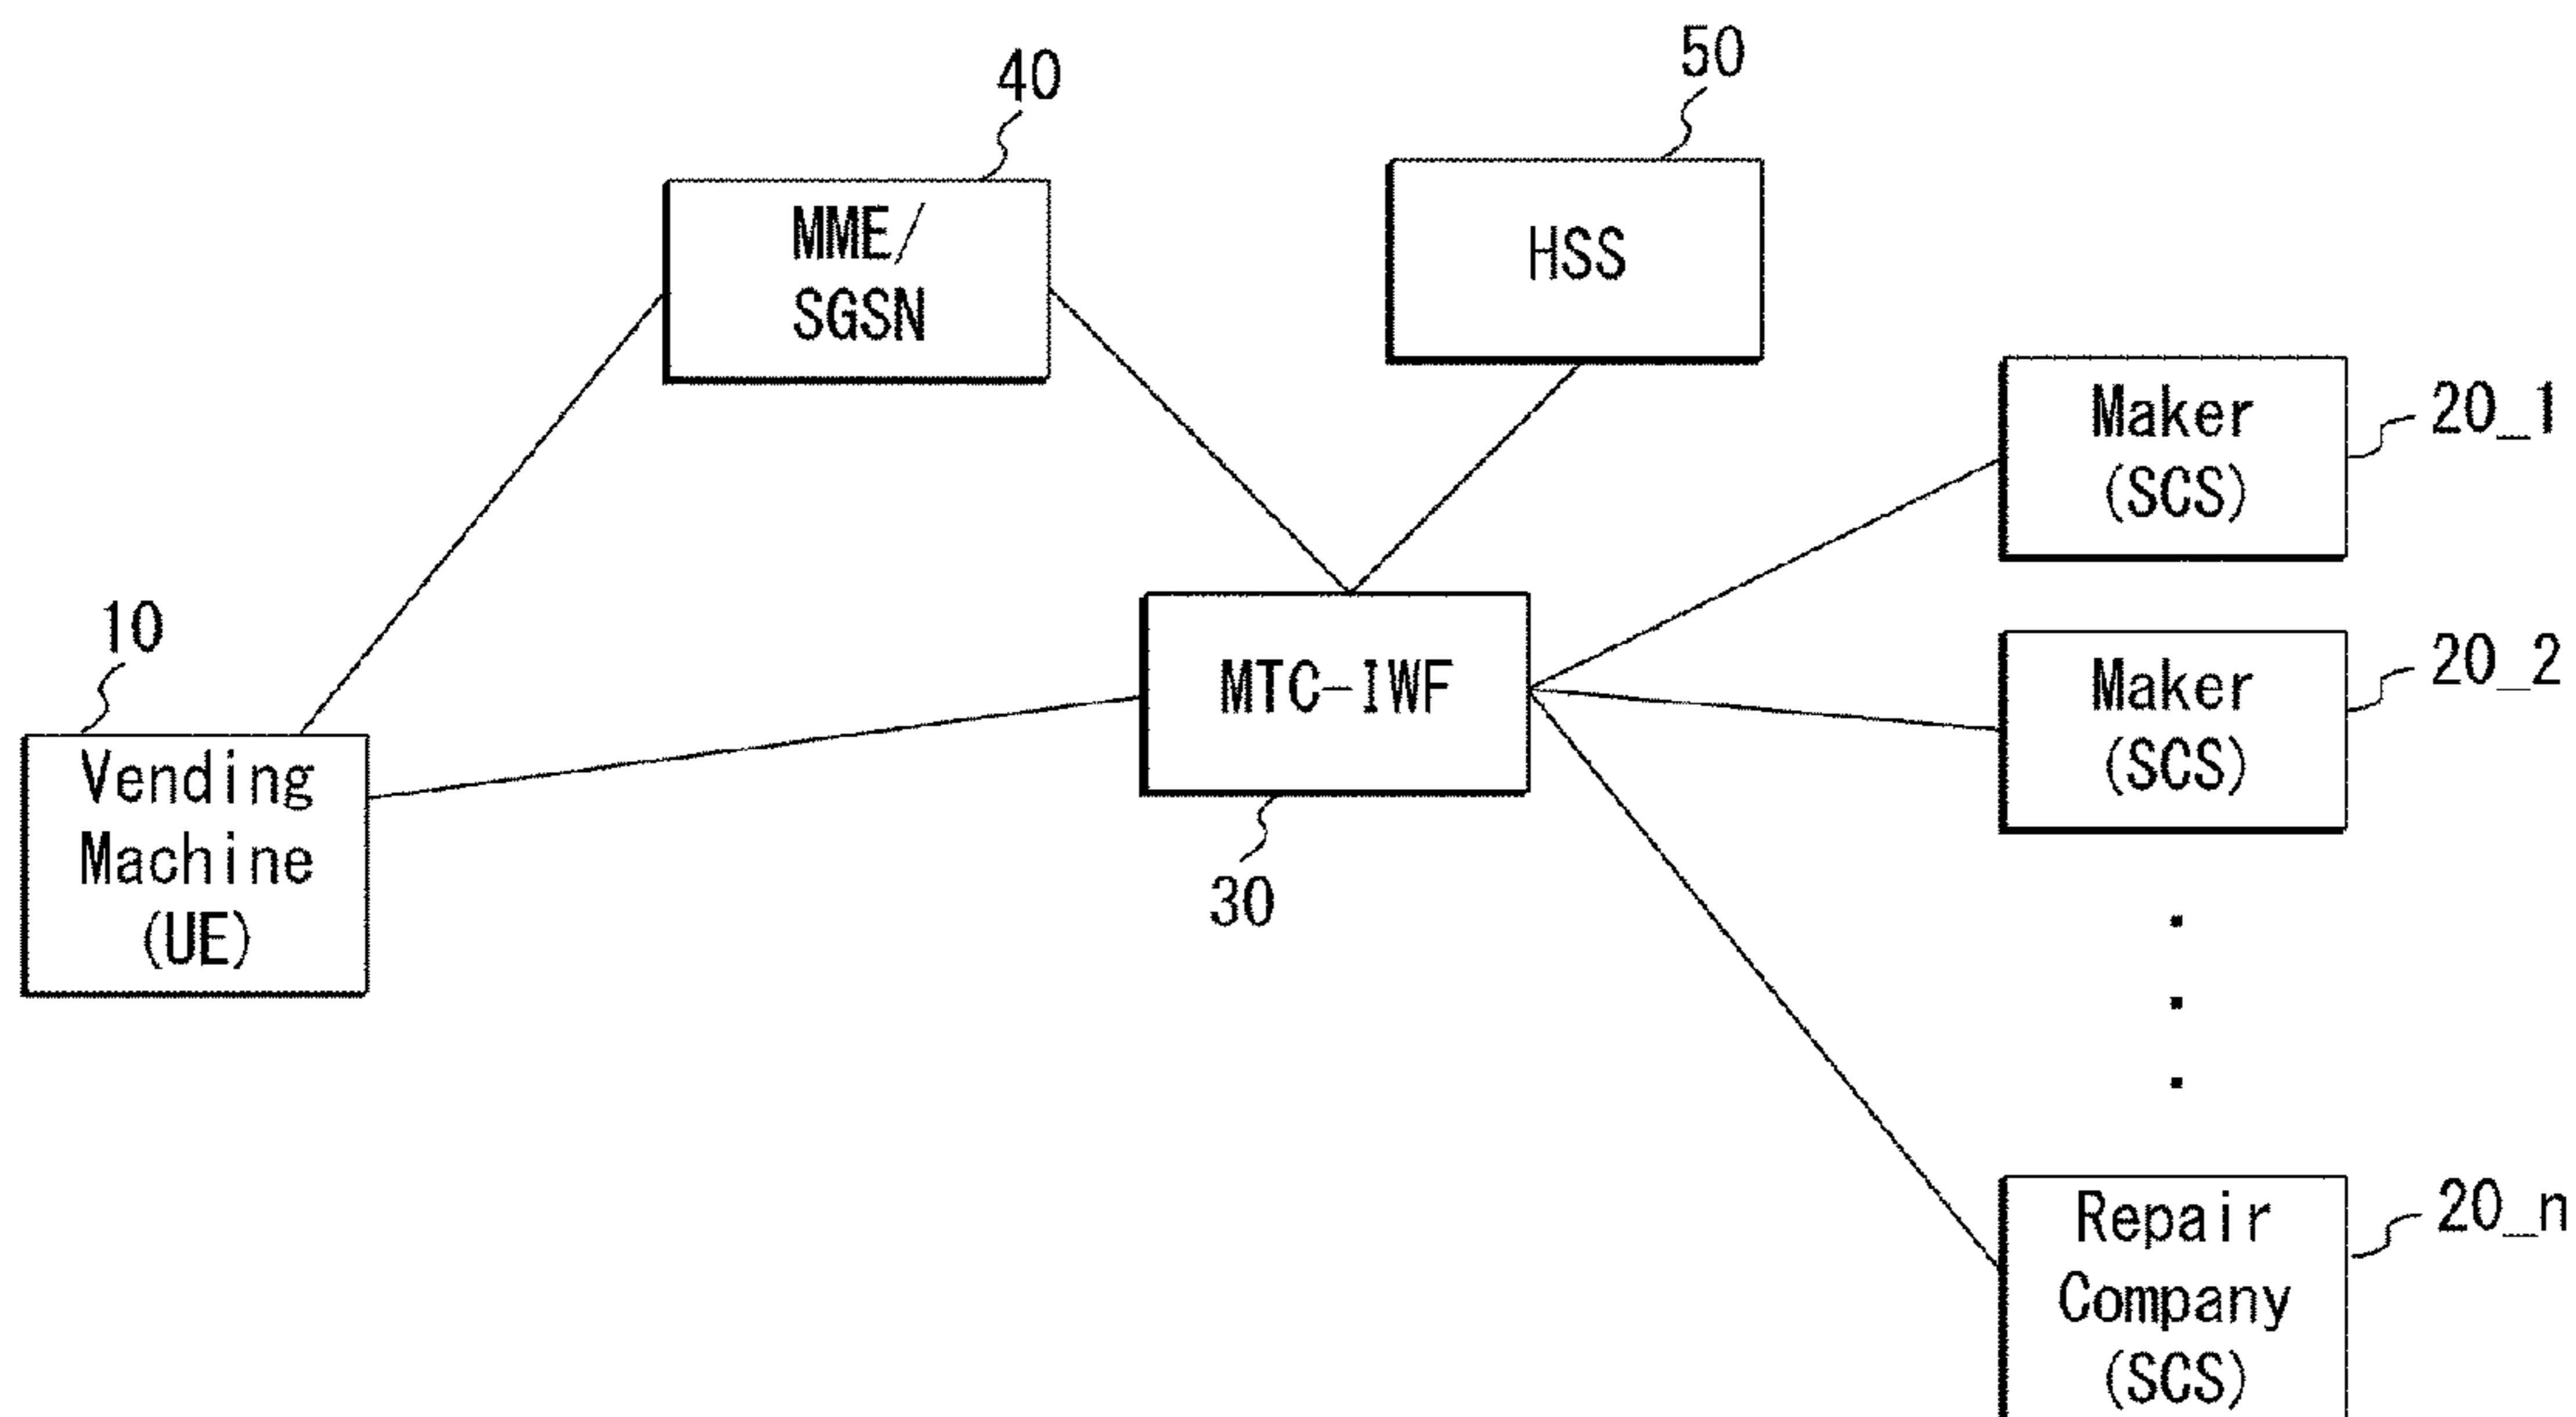 50
40
MME/
SGSN
HSS
Maker
(SCS)
20_1
10
Vending
Machine
(UE)
MTC-IWF
30
Maker
(SCS)
20_2
.
.
.
Repair
Company
(SCS)
20_n